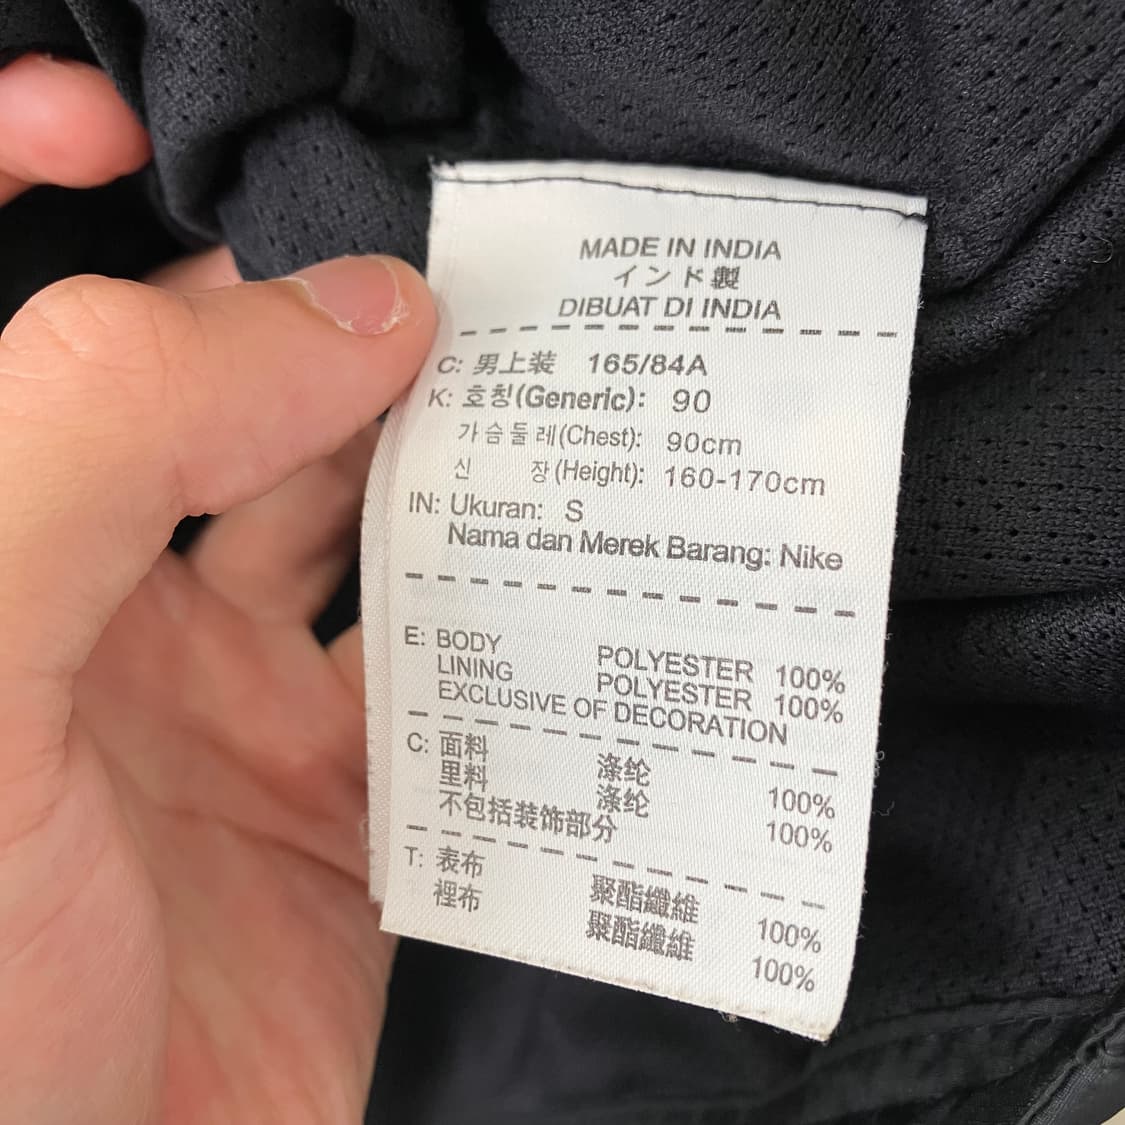 MADE IN INDIA
インド製
DIBUAT DI INDIA
C: 男上装 165/84A
K: 호칭(Generic): 90
가슴둘레(Chest): 90cm
신 장(Height): 160-170cm
IN: Ukuran: S
Nama dan Merek Barang: Nike
E: BODY POLYESTER 100%
LINING POLYESTER 100%
EXCLUSIVE OF DECORATION
C: 面料 涤纶 100%
里料 涤纶 100%
不包括装饰部分
T: 表布 聚酯纖維 100%
裡布 聚酯纖維 100%